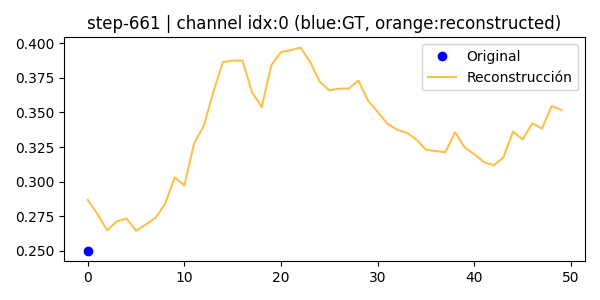 step-661 | channel idx:0 (blue:GT, orange:reconstructed)
Original
Reconstrucción
0.400
0.375
0.350
0.325
0.300
0.275
0.250
0 10 20 30 40 50